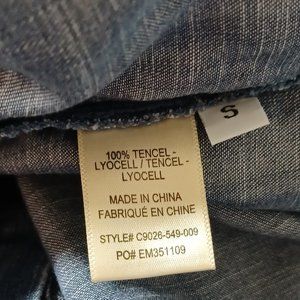 S
100% TENCEL -
LYOCELL / TENCEL -
LYOCELL
MADE IN CHINA
FABRIQUÉ EN CHINE
STYLE# C9026-549-009
PO# EM351109